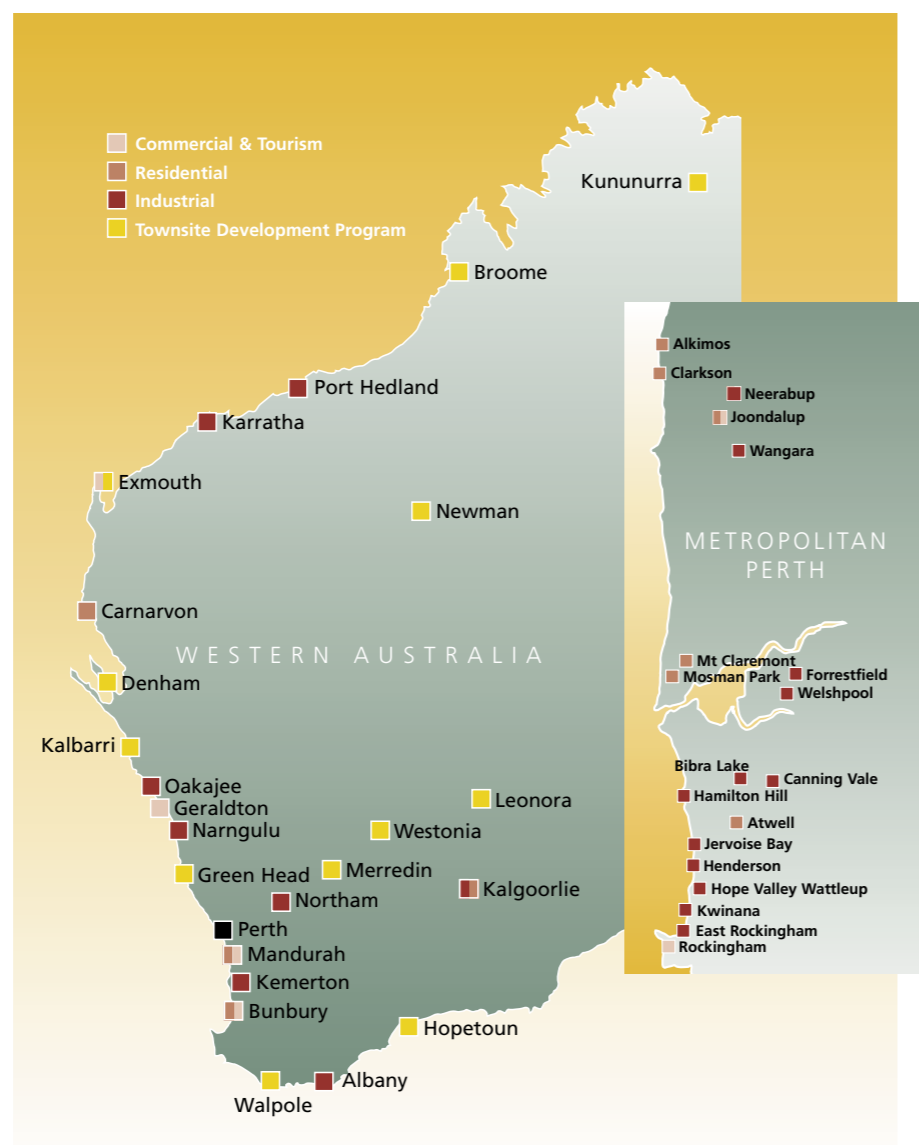 Commercial & Tourism
Residential
Industrial
Townsite Development Program
Kununurra
Broome
Port Hedland
Karratha
Exmouth
Newman
Carnarvon
WESTERN AUSTRALIA
Denham
Kalbarri
Oakajee
Geraldton
Narngulu
Leonora
Westonia
Green Head
Merredin
Kalgoorlie
Northam
Perth
Mandurah
Kemerton
Bunbury
Hopetoun
Albany
Walpole
Alkimos
Clarkson
Neerabup
Joondalup
Wangara
METROPOLITAN
PERTH
Mt Claremont
Mosman Park
Forrestfield
Welshpool
Bibra Lake
Canning Vale
Hamilton Hill
Atwell
Jervoise Bay
Henderson
Hope Valley Wattleup
Kwinana
East Rockingham
Rockingham